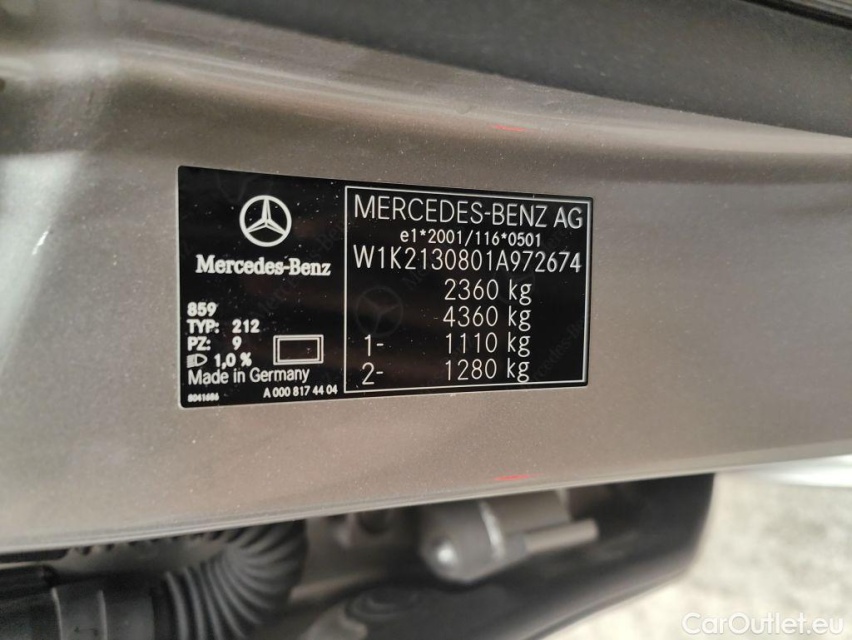 Mercedes-Benz
859
TYP: 212
PZ: 9
1,0 %
Made in Germany
8041686
A 000 817 44 04
MERCEDES-BENZ AG
e1*2001/116*0501
W1K2130801A972674
2360 kg
4360 kg
1- 1110 kg
2- 1280 kg
CarOutlet.eu